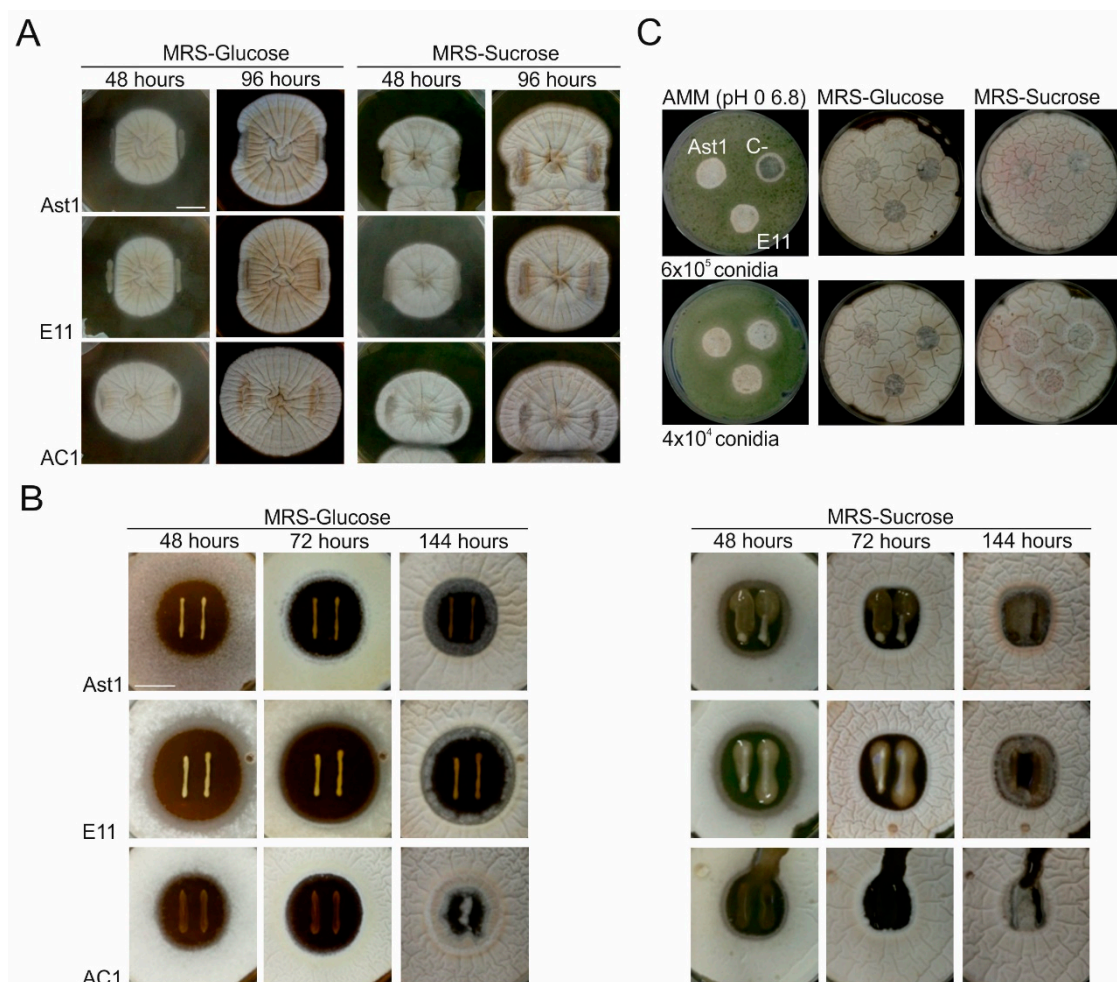 A
MRS-Glucose
MRS-Sucrose
48 hours
96 hours
48 hours
96 hours
Ast1
E11
AC1
C
AMM (pH 0 6.8)
MRS-Glucose
MRS-Sucrose
Ast1
C-
E11
6x10⁵ conidia
4x10⁴ conidia
B
MRS-Glucose
48 hours
72 hours
144 hours
Ast1
E11
AC1
MRS-Sucrose
48 hours
72 hours
144 hours